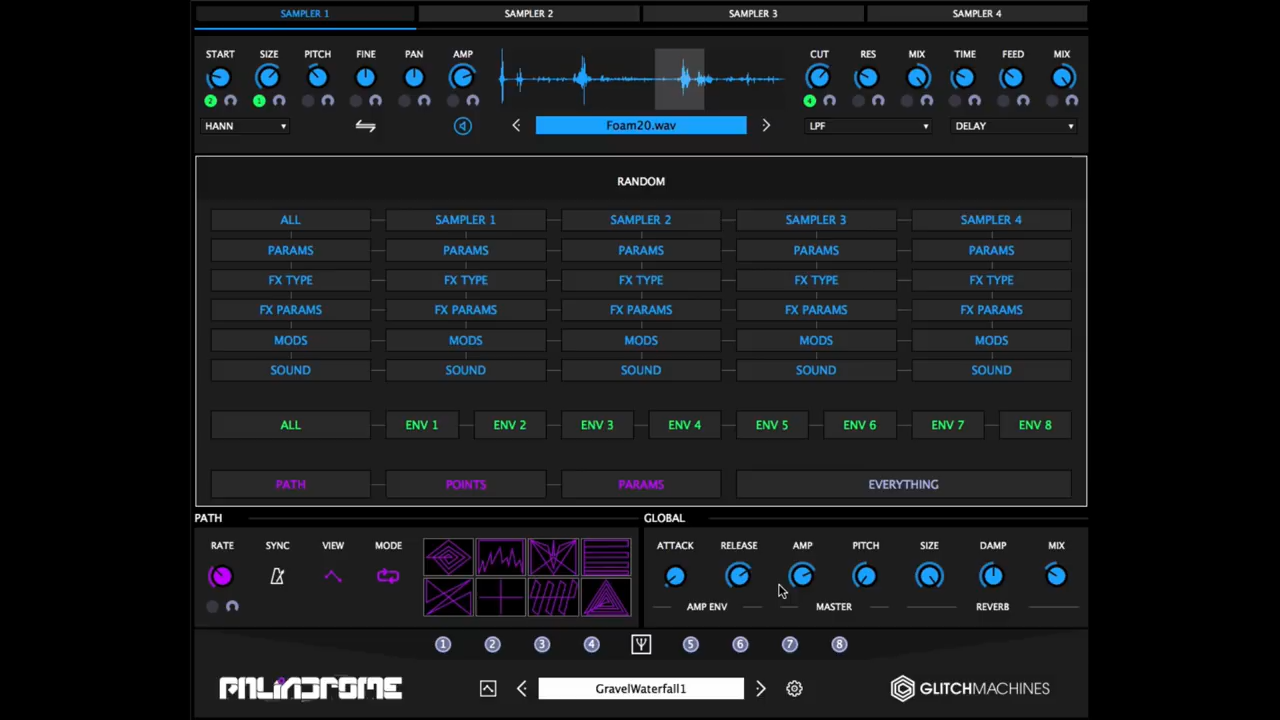 SAMPLER 1 SAMPLER 2 SAMPLER 3 SAMPLER 4
START SIZE PITCH FINE PAN AMP CUT RES MIX TIME FEED MIX
2 1 4
HANN Foam20.wav LPF DELAY
RANDOM
ALL SAMPLER 1 SAMPLER 2 SAMPLER 3 SAMPLER 4
PARAMS PARAMS PARAMS PARAMS PARAMS
FX TYPE FX TYPE FX TYPE FX TYPE FX TYPE
FX PARAMS FX PARAMS FX PARAMS FX PARAMS FX PARAMS
MODS MODS MODS MODS MODS
SOUND SOUND SOUND SOUND SOUND
ALL ENV 1 ENV 2 ENV 3 ENV 4 ENV 5 ENV 6 ENV 7 ENV 8
PATH POINTS PARAMS EVERYTHING
PATH GLOBAL
RATE SYNC VIEW MODE ATTACK RELEASE AMP PITCH SIZE DAMP MIX
AMP ENV MASTER REVERB
1 2 3 4 5 6 7 8
PALINDROME GravelWaterfall1 GLITCHMACHINES